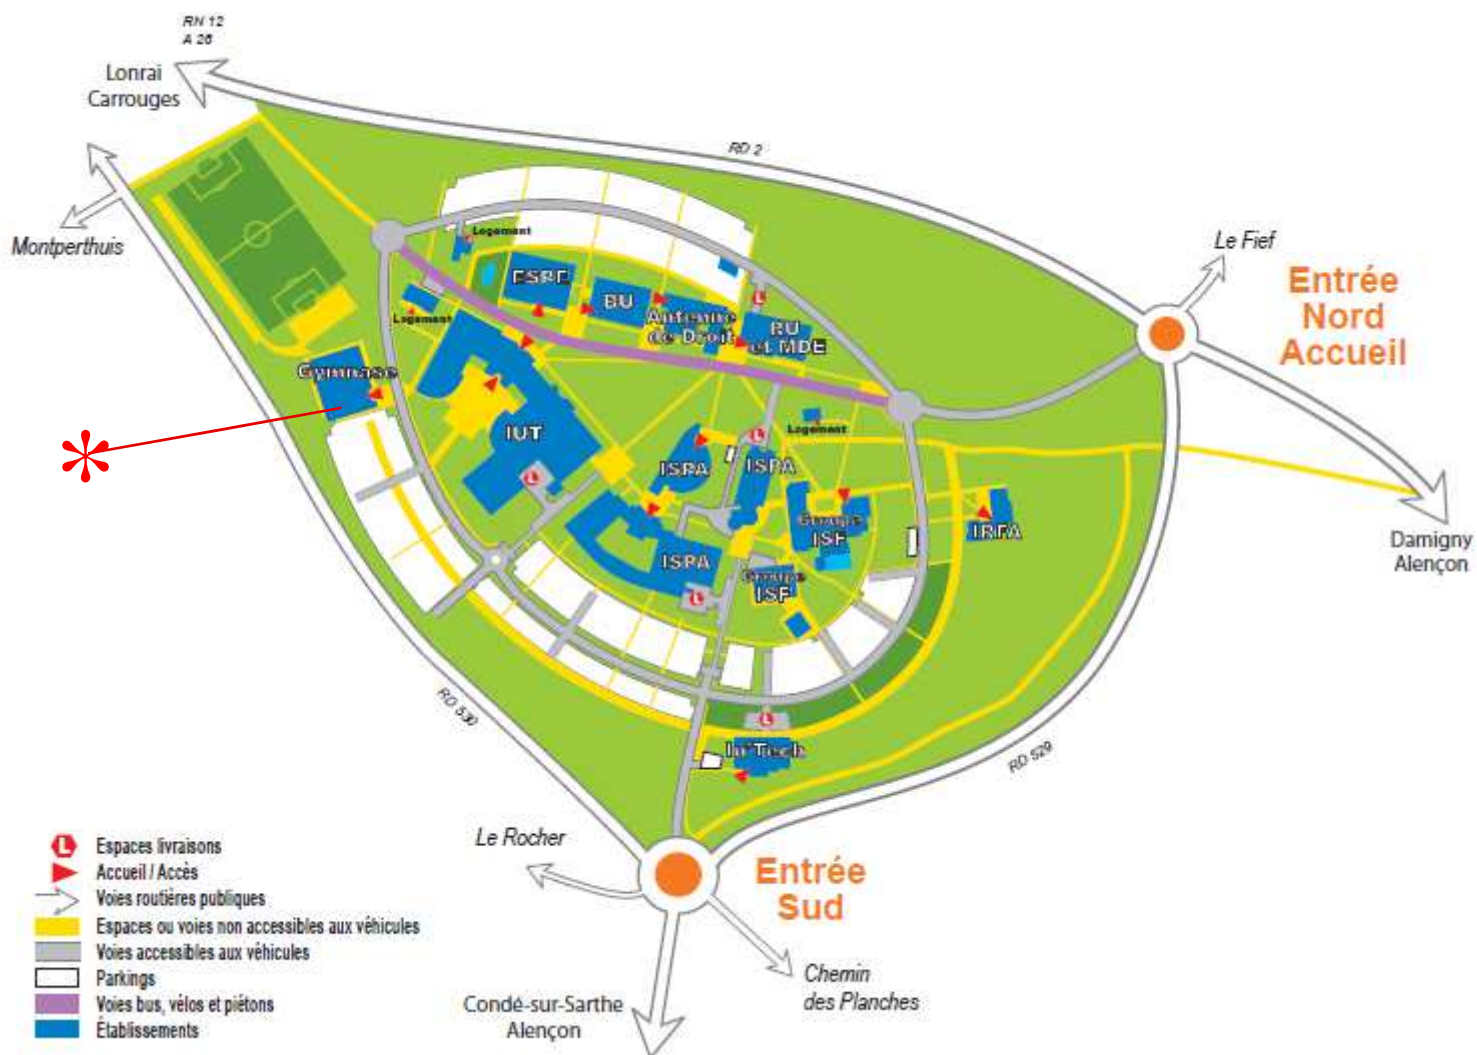 RN 12
A 28
Lonrai
Carrouges
RD 2
Montperthuis
Logement
Le Fief
Entrée
Nord
Accueil
ESPE
BU
Logement
Antenne
de Droit
RU
et MDE
L
Gymnase
IUT
Logement
L
ISPA
ISPA
L
Groupe
ISF
IRFA
Damigny
Alençon
ISPA
Groupe
ISF
L
RD 530
L
In'Tech
RD 529
Le Rocher
Entrée
Sud
Chemin
des Planches
Condé-sur-Sarthe
Alençon
L Espaces livraisons
Accueil / Accès
Voies routières publiques
Espaces ou voies non accessibles aux véhicules
Voies accessibles aux véhicules
Parkings
Voies bus, vélos et piétons
Établissements